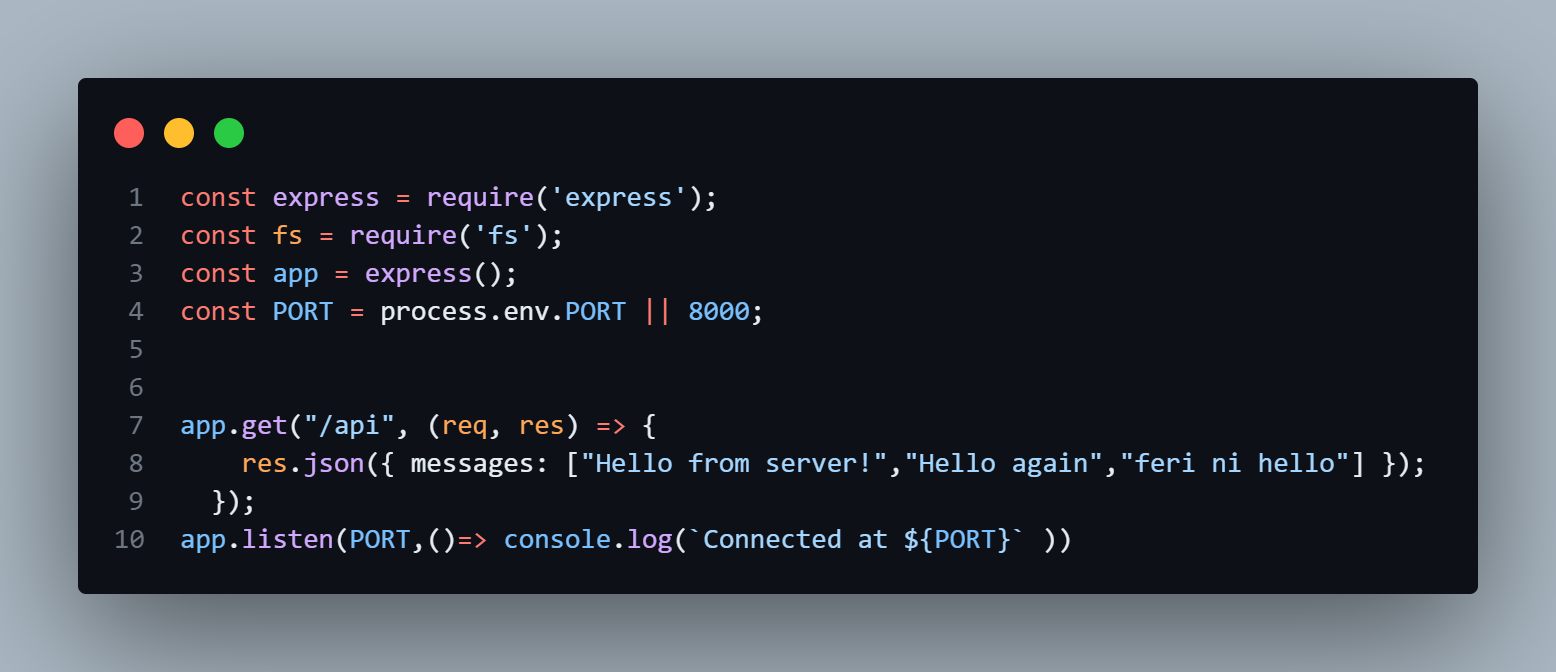 1 const express = require('express');
2 const fs = require('fs');
3 const app = express();
4 const PORT = process.env.PORT || 8000;
5
6
7 app.get("/api", (req, res) => {
8     res.json({ messages: ["Hello from server!","Hello again","feri ni hello"] });
9   });
10 app.listen(PORT,()=> console.log(`Connected at ${PORT}` ))